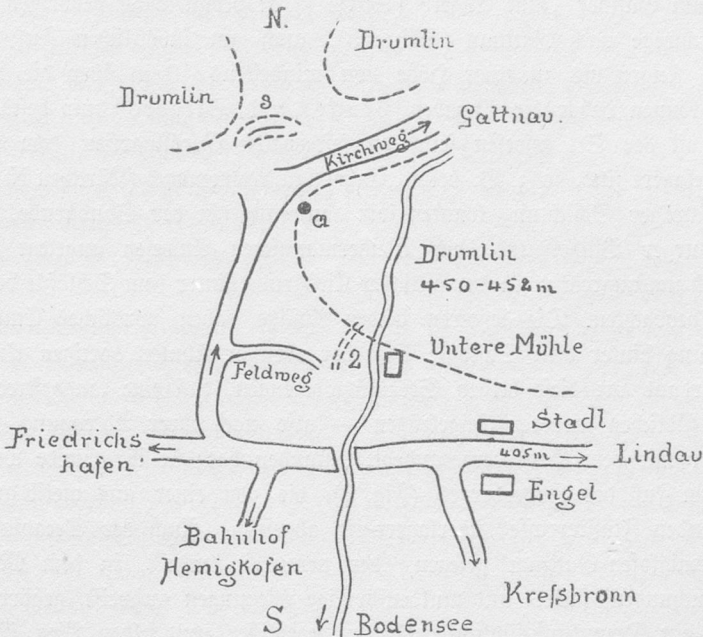 N.
Drumlin
Drumlin
3
Gattnau.
Kirchweg
a
Drumlin
450-452m
Untere Mühle
2
Feldweg
Stadl
Friedrichs
hafen
405m
Lindau
Engel
Bahnhof
Hemigkofen
Kreſsbronn
S
Bodensee